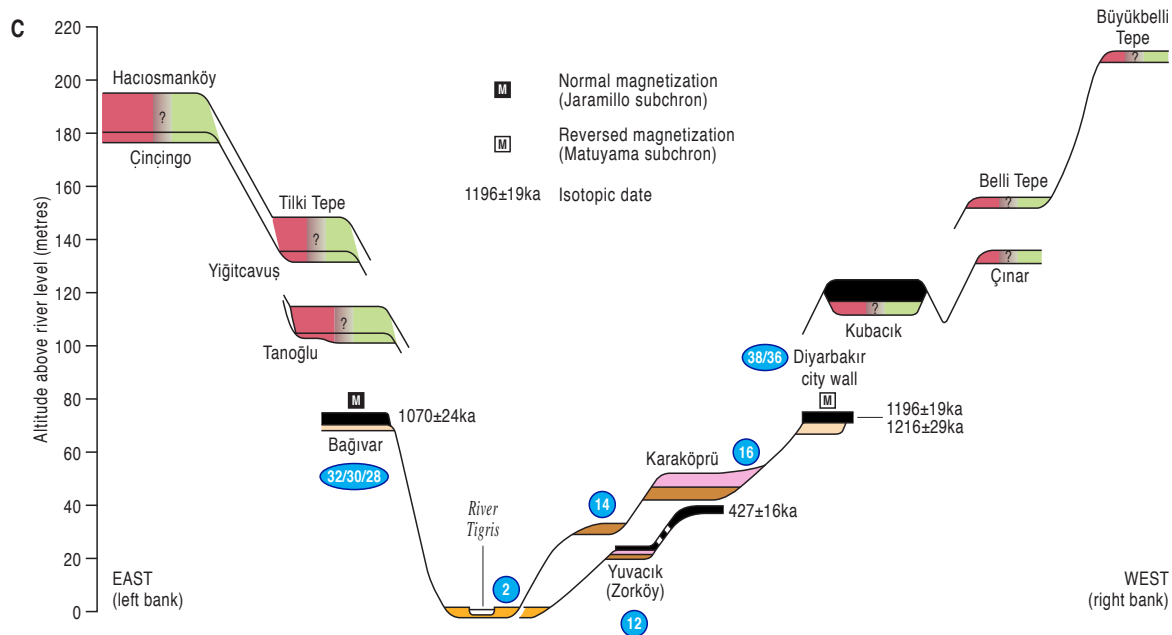 C
Altitude above river level (metres)
220
200
180
160
140
120
100
80
60
40
20
0
Hacıosmanköy
?
Çinçingo
Tilki Tepe
?
Yiğitcavuş
?
Tanoğlu
M
1070±24ka
Bağıvar
32/30/28
River
Tigris
2
EAST
(left bank)
M Normal magnetization
(Jaramillo subchron)
M Reversed magnetization
(Matuyama subchron)
1196±19ka Isotopic date
14
Karaköprü
16
427±16ka
Yuvacık
(Zorköy)
12
38/36
Diyarbakır
city wall
M
1196±19ka
1216±29ka
?
Kubacık
Belli Tepe
?
?
Çınar
Büyükbelli
Tepe
?
WEST
(right bank)